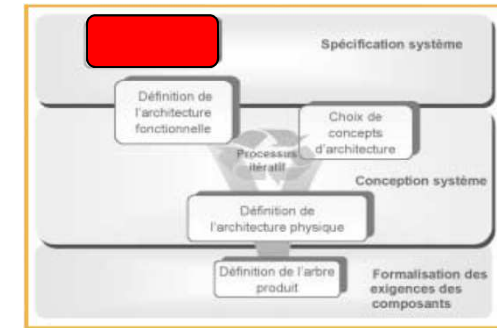 Spécification système
Définition de
l'architecture
fonctionnelle
Choix de
concepts
d'architecture
Processus
itératif
Conception système
Définition de
l'architecture physique
Définition de l'arbre
produit
Formalisation des
exigences des
composants